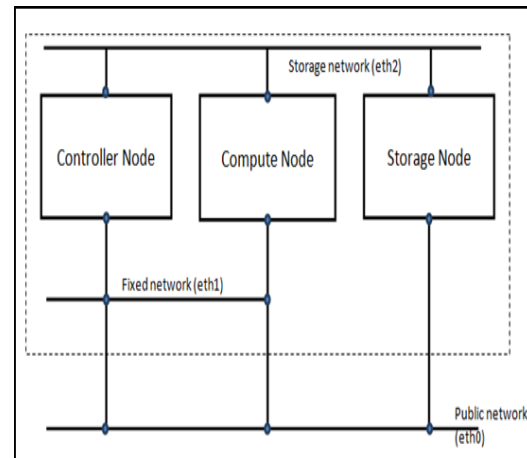 Storage network (eth2)
Controller Node
Compute Node
Storage Node
Fixed network (eth1)
Public network
(eth0)